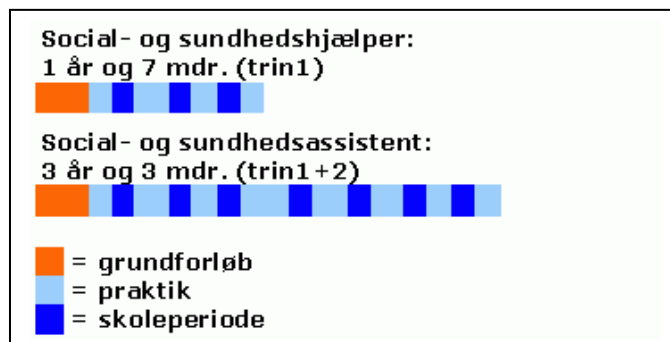 Social- og sundhedshjælper:
1 år og 7 mdr. (trin1)
Social- og sundhedsassistent:
3 år og 3 mdr. (trin1+2)
= grundforløb
= praktik
= skoleperiode